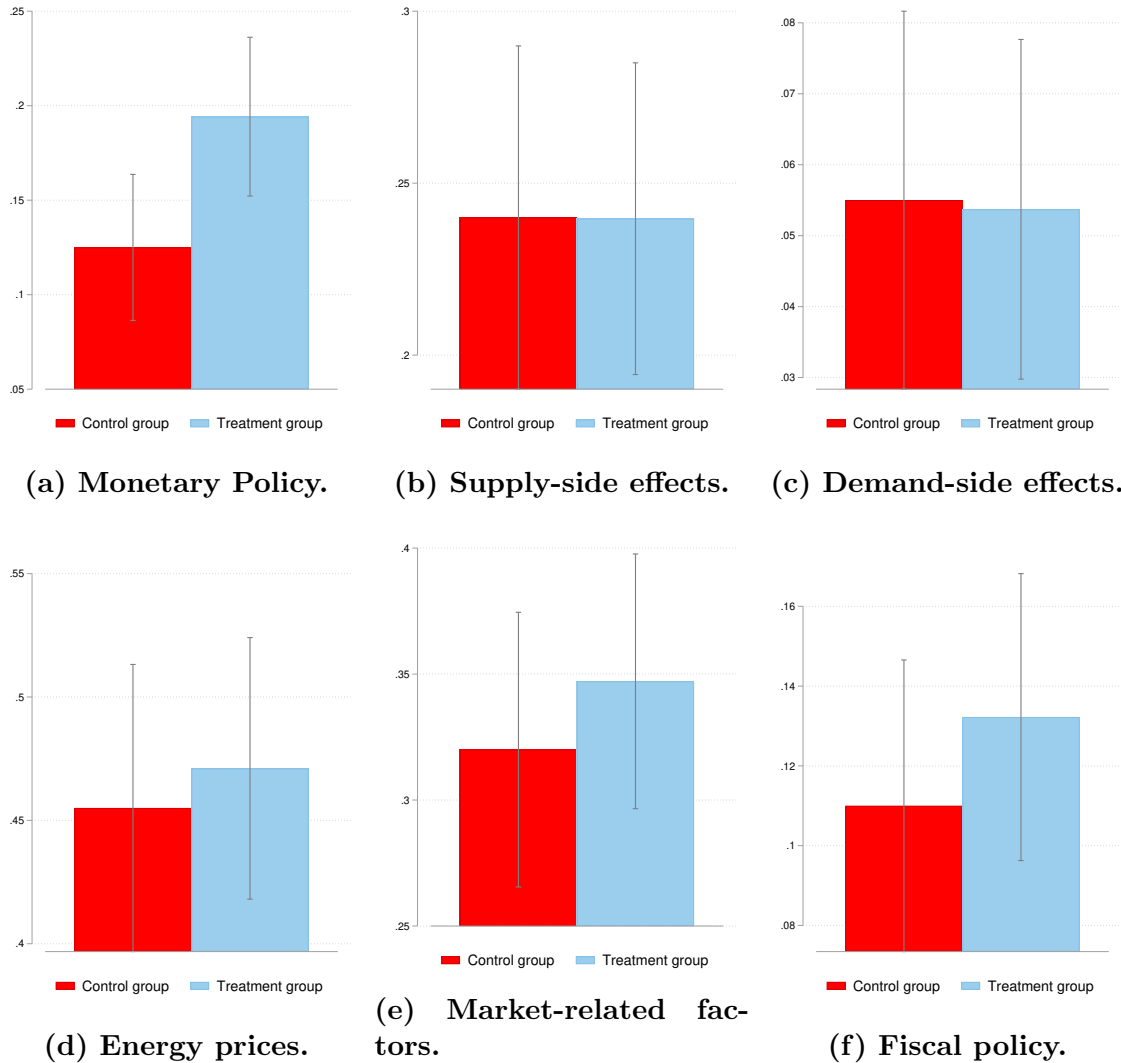 .25
.2
.15
.1
.05
Control group Treatment group
(a) Monetary Policy.
.3
.25
.2
Control group Treatment group
(b) Supply-side effects.
.08
.07
.06
.05
.04
.03
Control group Treatment group
(c) Demand-side effects.
.55
.5
.45
.4
Control group Treatment group
(d) Energy prices.
.4
.35
.3
.25
Control group Treatment group
(e) Market-related fac-
tors.
.16
.14
.12
.1
.08
Control group Treatment group
(f) Fiscal policy.